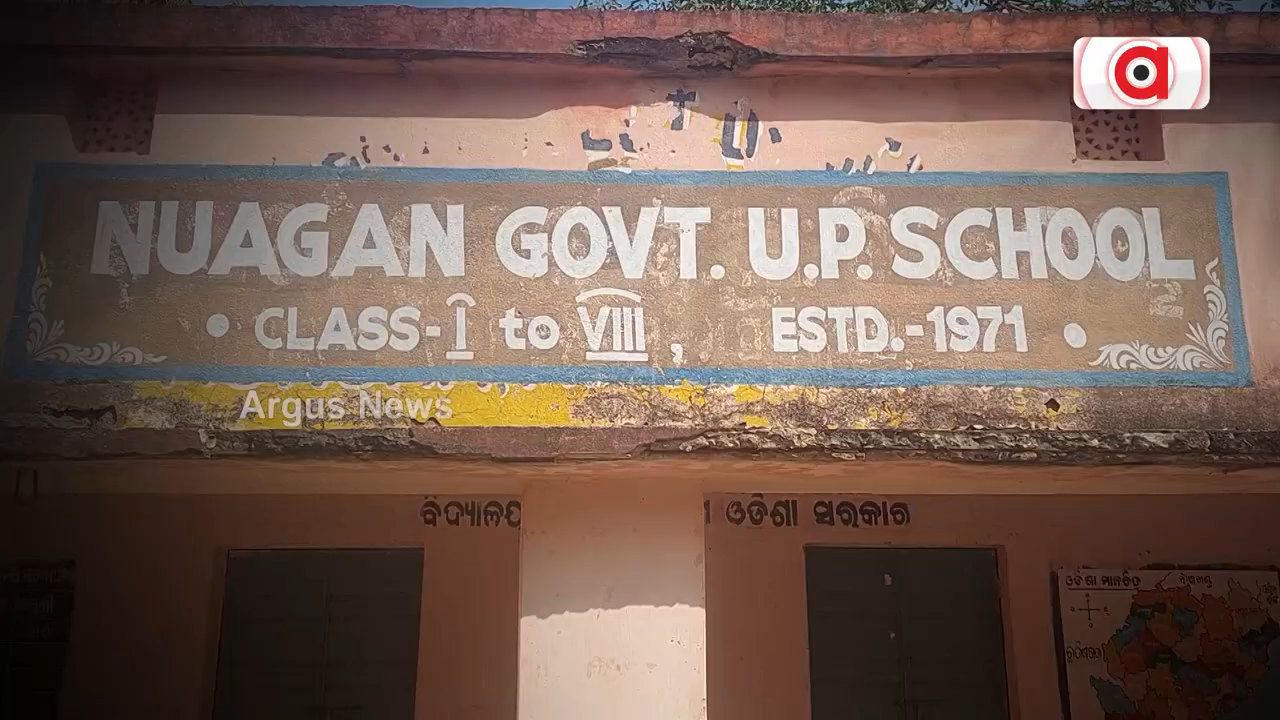 NUAGAN GOVT. U.P. SCHOOL
• CLASS-I to VIII, ESTD.-1971 •
Argus News
ବିଦ୍ୟାଳୟ ଓଡିଶା ସରକାର
ଓଡିଶା ମାନଚିତ୍ର